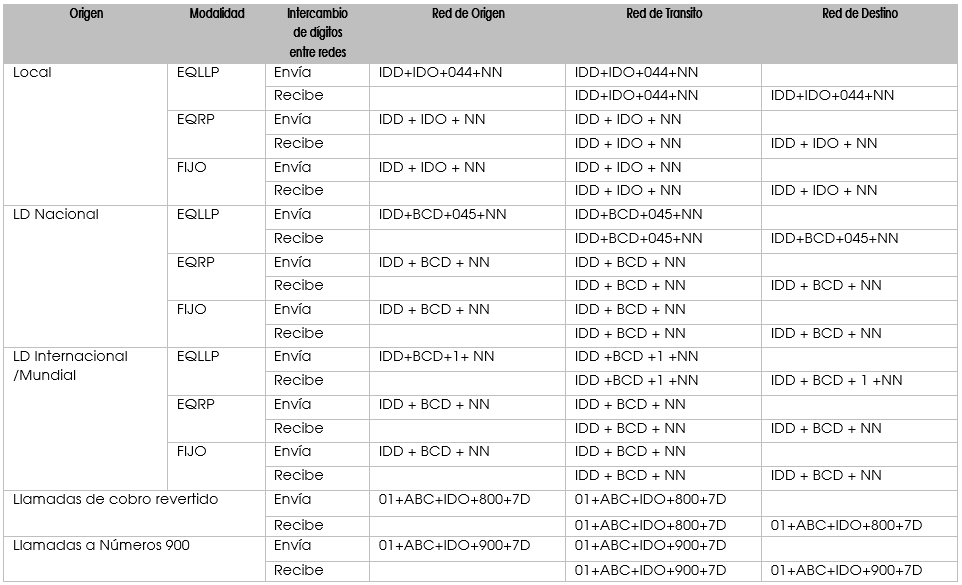 Origen Modalidad Intercambio de dígitos entre redes Red de Origen Red de Transito Red de Destino
Local EQLLP Envía IDD+IDO+044+NN IDD+IDO+044+NN
Recibe IDD+IDO+044+NN IDD+IDO+044+NN
EQRP Envía IDD + IDO + NN IDD + IDO + NN
Recibe IDD + IDO + NN IDD + IDO + NN
FIJO Envía IDD + IDO + NN IDD + IDO + NN
Recibe IDD + IDO + NN IDD + IDO + NN
LD Nacional EQLLP Envía IDD+BCD+045+NN IDD+BCD+045+NN
Recibe IDD+BCD+045+NN IDD+BCD+045+NN
EQRP Envía IDD + BCD + NN IDD + BCD + NN
Recibe IDD + BCD + NN IDD + BCD + NN
FIJO Envía IDD + BCD + NN IDD + BCD + NN
Recibe IDD + BCD + NN IDD + BCD + NN
LD Internacional /Mundial EQLLP Envía IDD+BCD+1+ NN IDD +BCD +1 +NN
Recibe IDD +BCD +1 +NN IDD + BCD + 1 +NN
EQRP Envía IDD + BCD + NN IDD + BCD + NN
Recibe IDD + BCD + NN IDD + BCD + NN
FIJO Envía IDD + BCD + NN IDD + BCD + NN
Recibe IDD + BCD + NN IDD + BCD + NN
Llamadas de cobro revertido Envía 01+ABC+IDO+800+7D 01+ABC+IDO+800+7D
Recibe 01+ABC+IDO+800+7D 01+ABC+IDO+800+7D
Llamadas a Números 900 Envía 01+ABC+IDO+900+7D 01+ABC+IDO+900+7D
Recibe 01+ABC+IDO+900+7D 01+ABC+IDO+900+7D